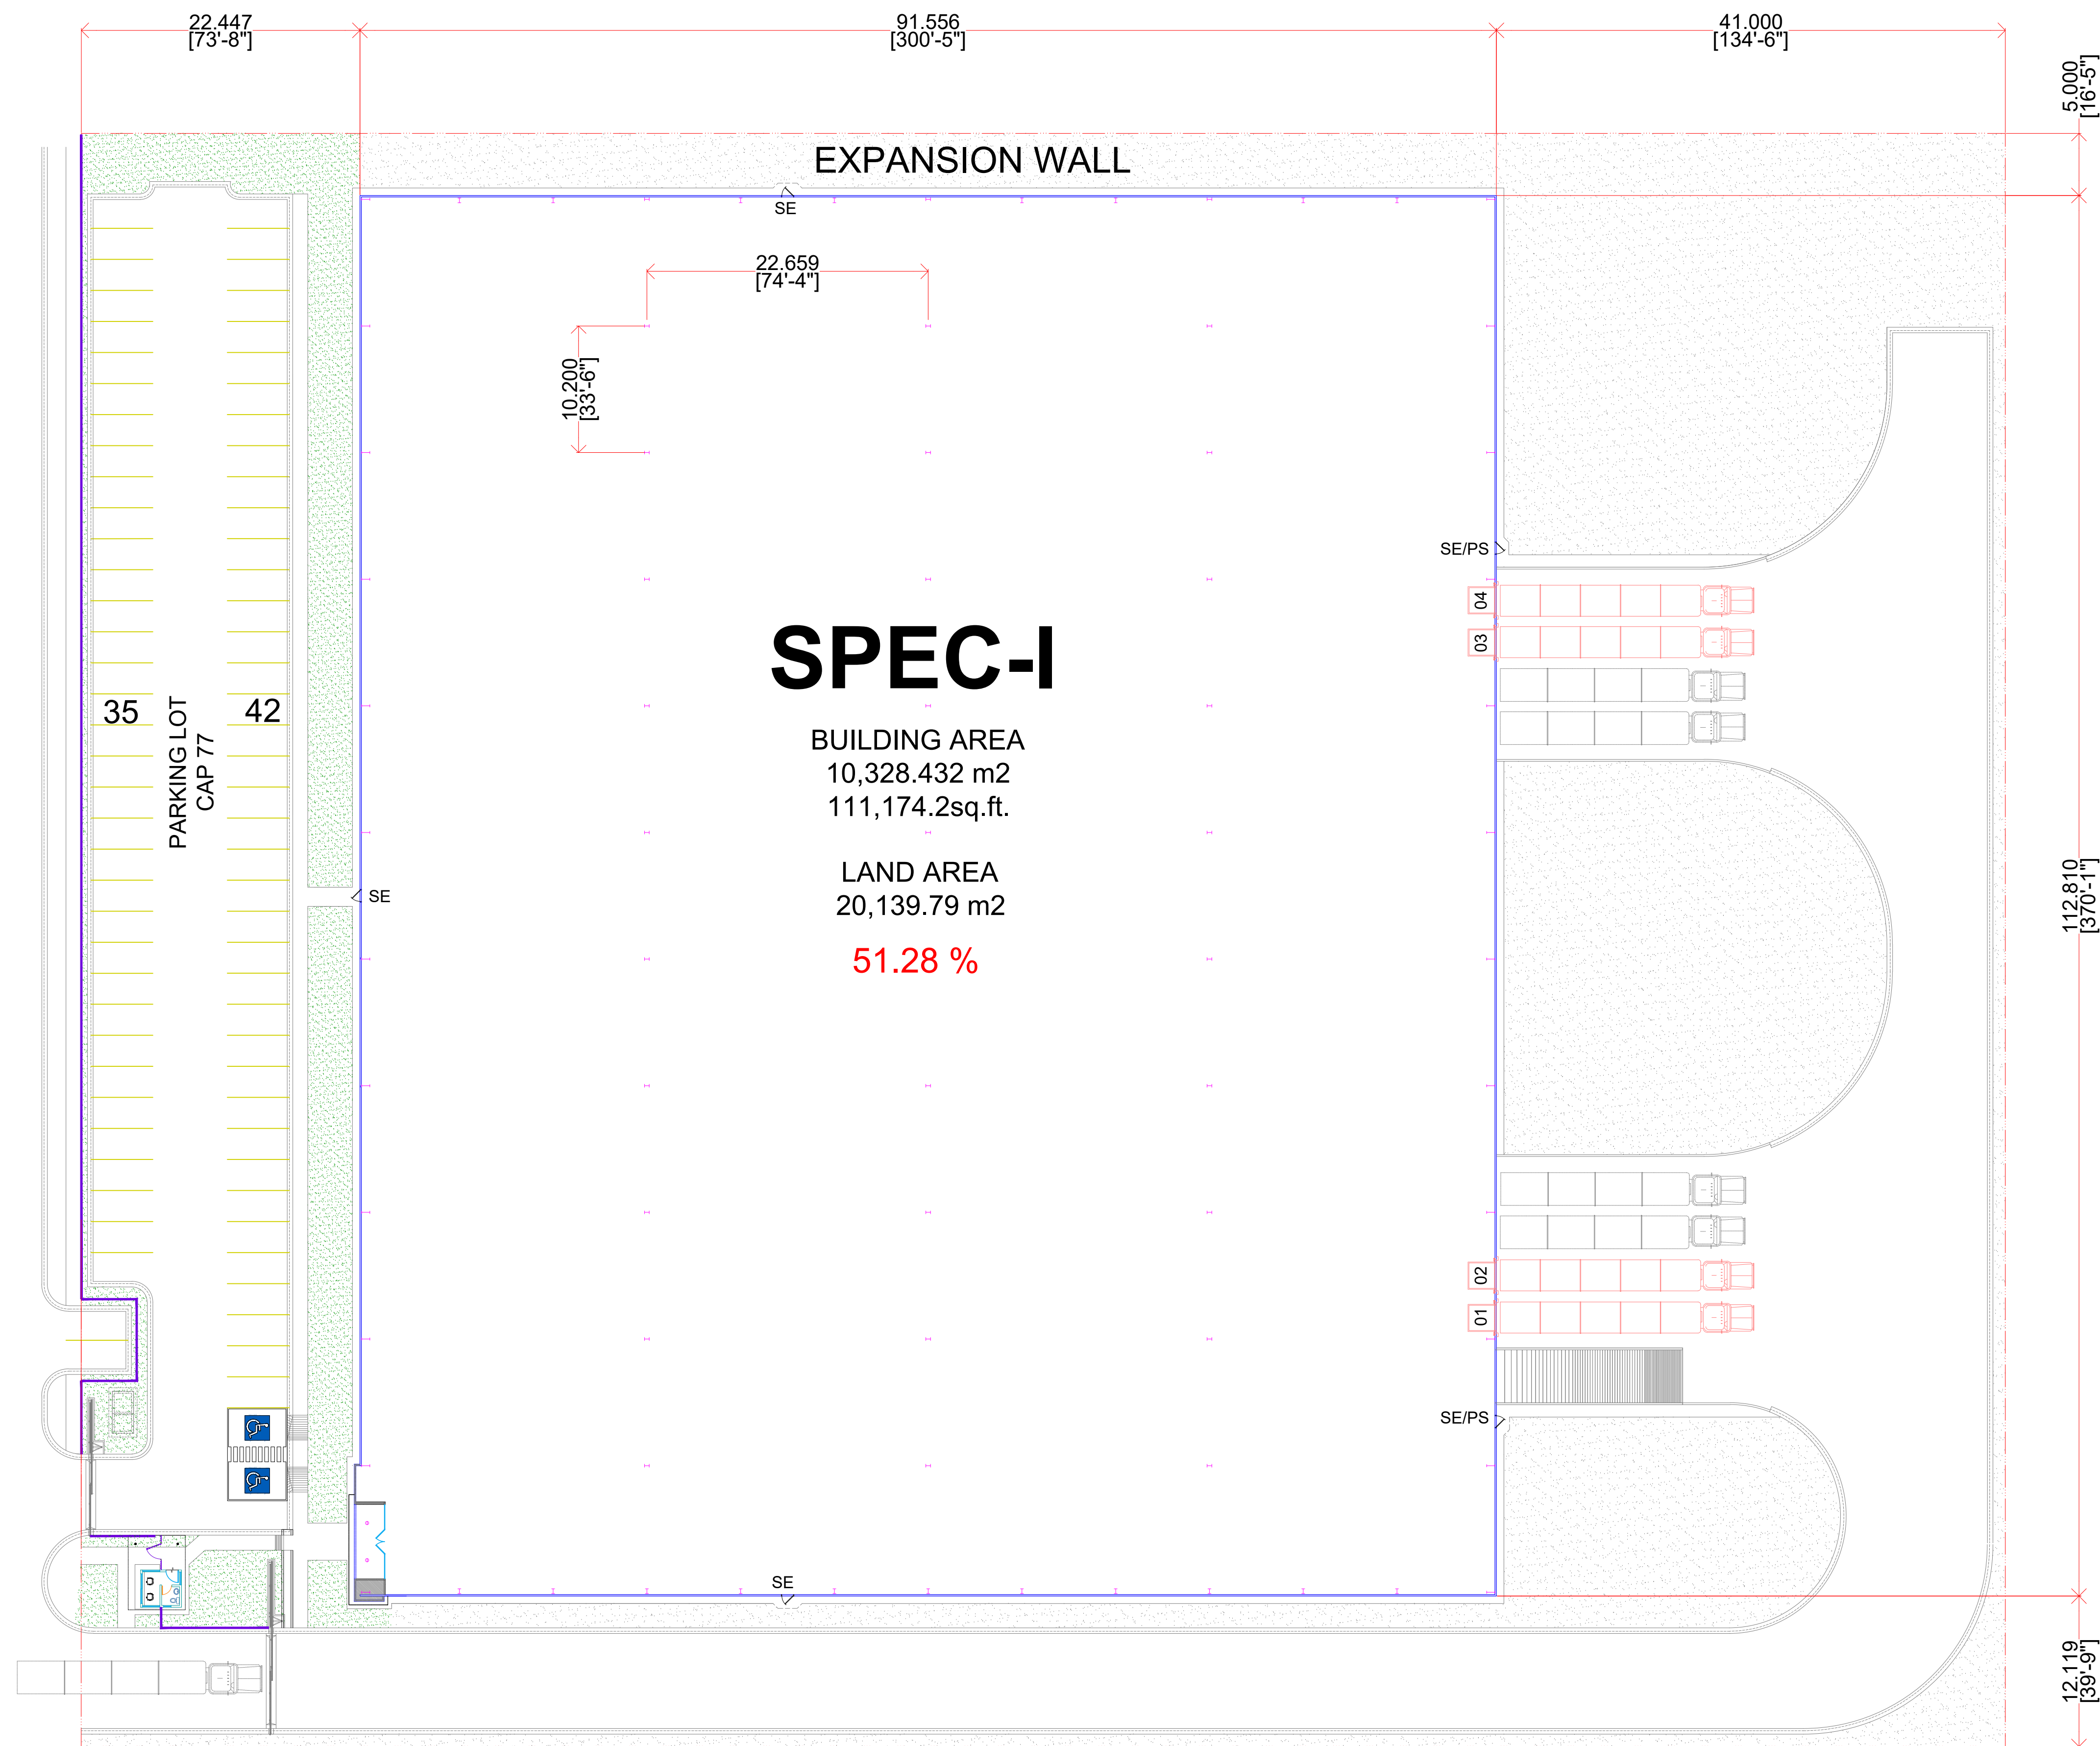 22.447
[73'-8"]
91.556
[300'-5"]
41.000
[134'-6"]
5.000
[16'-5"]
EXPANSION WALL
SE
22.659
[74'-4"]
10.200
[33'-6"]
SE/PS
04
03
SPEC-I
35
42
PARKING LOT
CAP 77
BUILDING AREA
10,328.432 m2
111,174.2sq.ft.
LAND AREA
20,139.79 m2
51.28 %
SE
112.810
[370'-1"]
02
01
SE/PS
SE
12.119
[39'-9"]